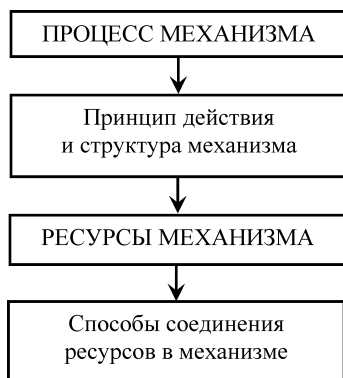 ПРОЦЕСС МЕХАНИЗМА
Принцип действия
и структура механизма
РЕСУРСЫ МЕХАНИЗМА
Способы соединения
ресурсов в механизме